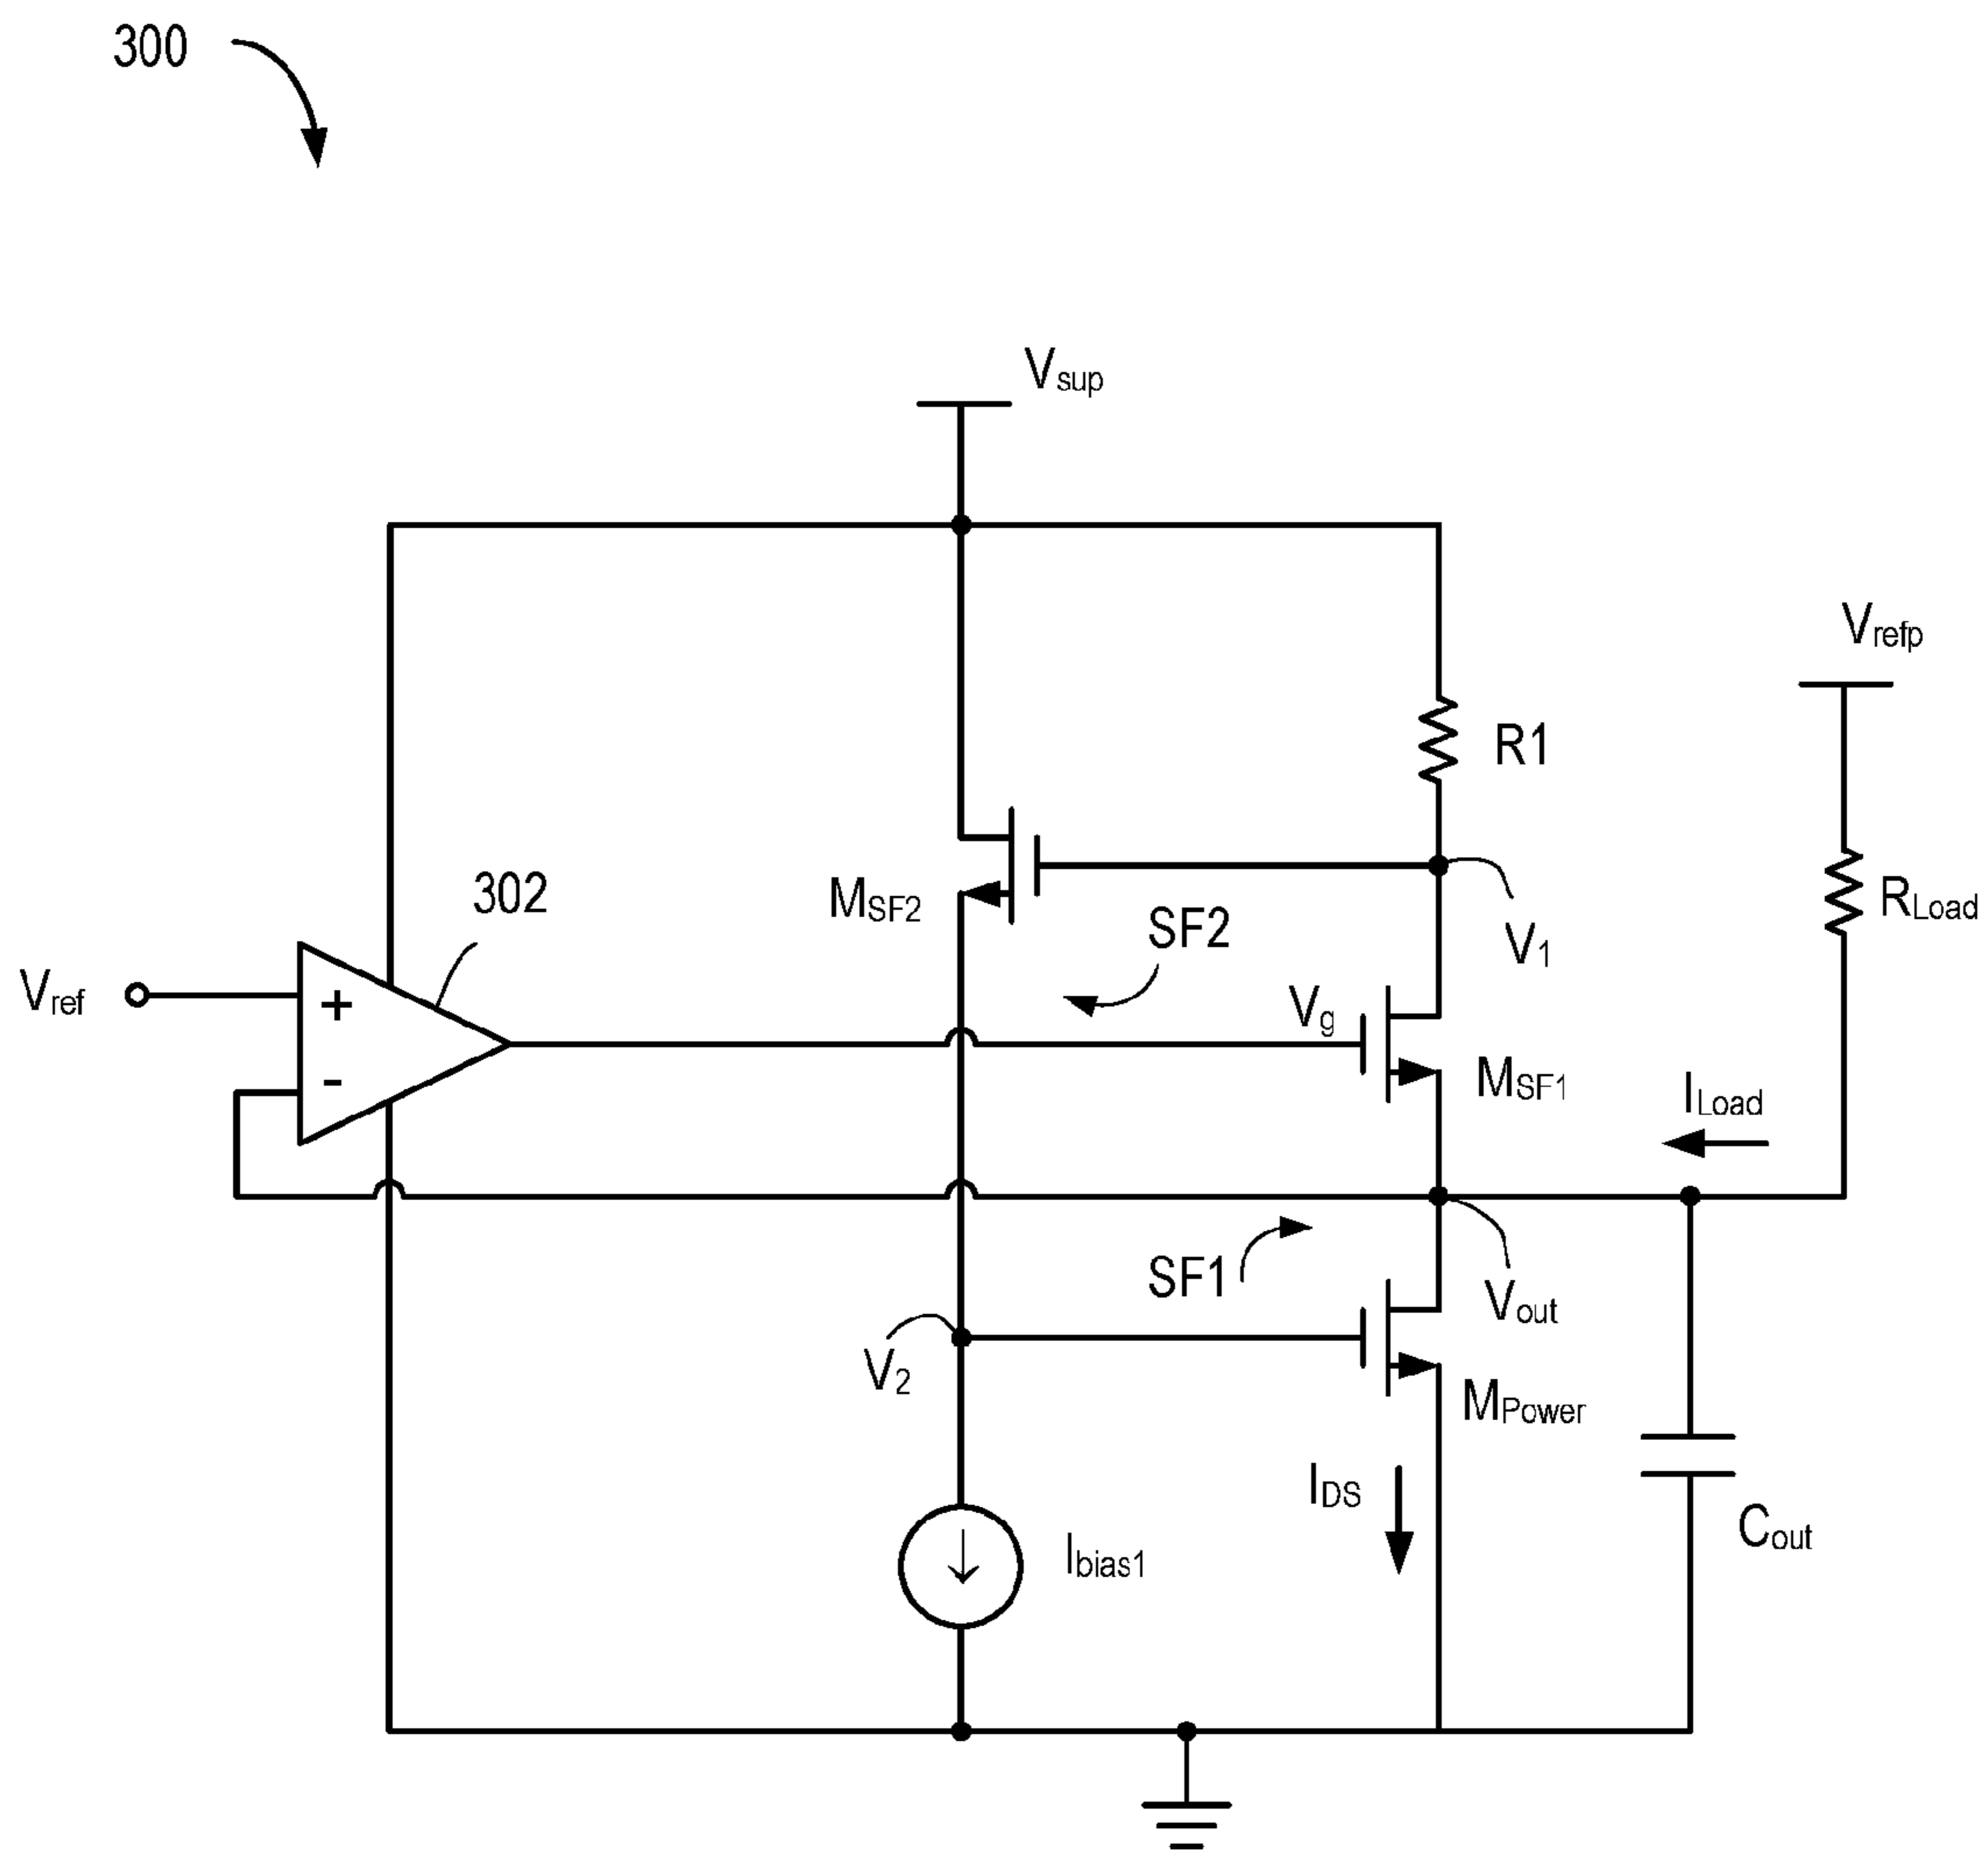 300
Vsup
Vrefp
R1
MSF2
302
SF2
V1
RLoad
Vref
+
-
Vg
MSF1
ILoad
SF1
Vout
V2
MPower
IDS
Ibias1
Cout